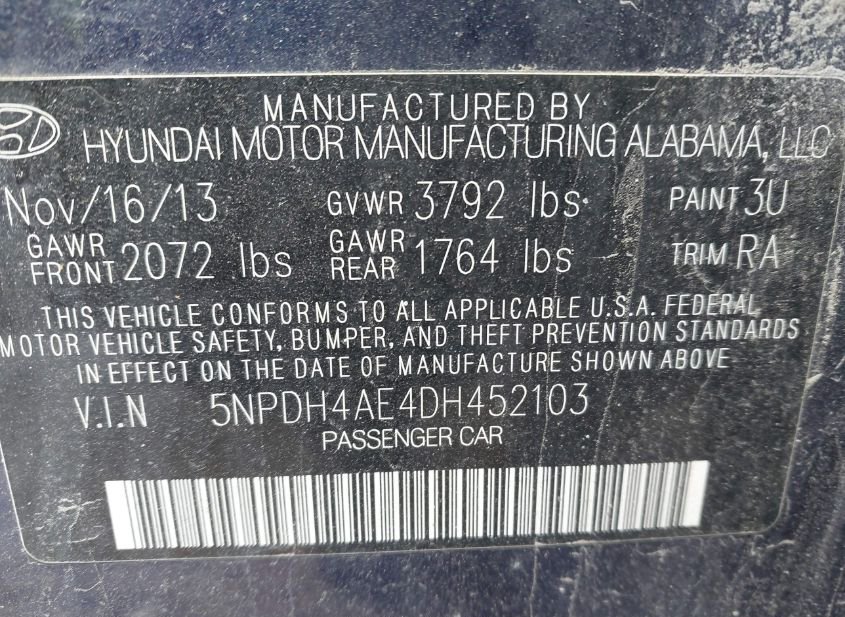 MANUFACTURED BY
HYUNDAI MOTOR MANUFACTURING ALABAMA, LLC
Nov/16/13 GVWR 3792 lbs PAINT 3U
GAWR FRONT 2072 lbs GAWR REAR 1764 lbs TRIM RA
THIS VEHICLE CONFORMS TO ALL APPLICABLE U.S.A. FEDERAL
MOTOR VEHICLE SAFETY, BUMPER, AND THEFT PREVENTION STANDARDS
IN EFFECT ON THE DATE OF MANUFACTURE SHOWN ABOVE
V.I.N 5NPDH4AE4DH452103
PASSENGER CAR